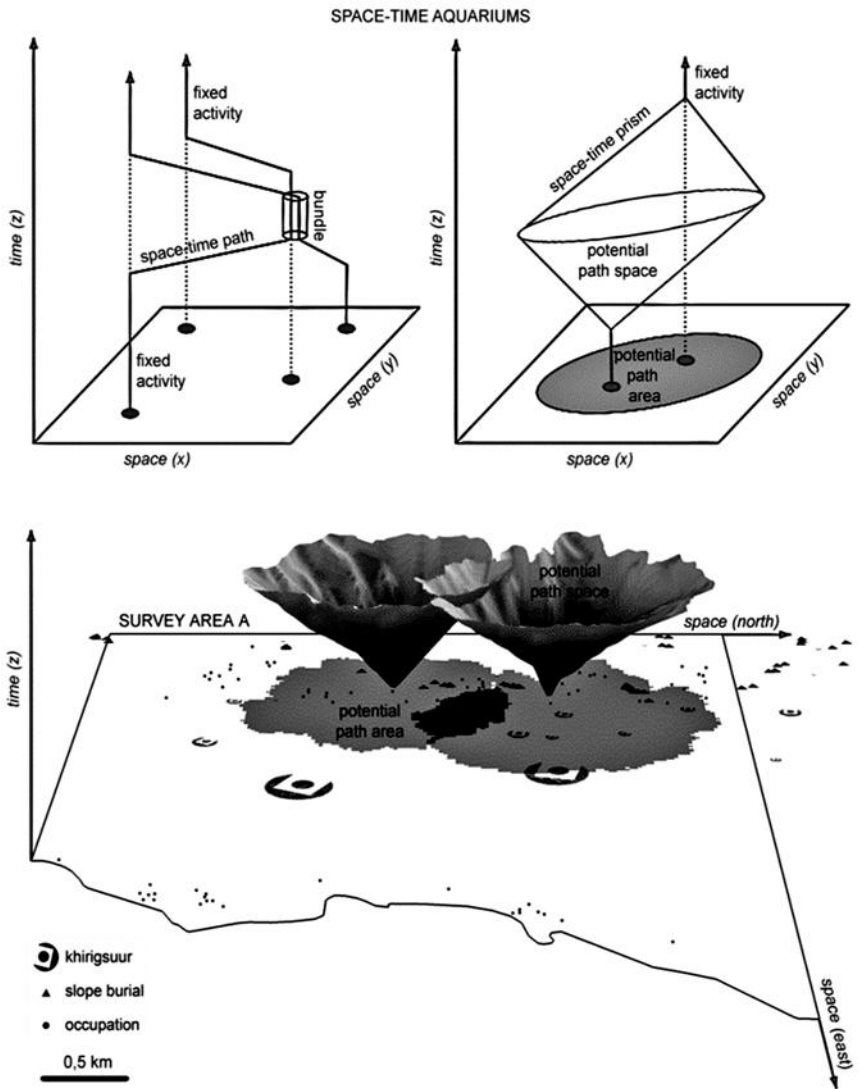 SPACE-TIME AQUARIUMS
time (z)
fixed
activity
bundle
space-time path
fixed
activity
space (y)
space (x)
time (z)
fixed
activity
space-time prism
potential
path space
potential
path
area
space (y)
space (x)
time (z)
potential
path space
SURVEY AREA A
space (north)
potential
path area
space (east)
khirigsuur
slope burial
occupation
0,5 km